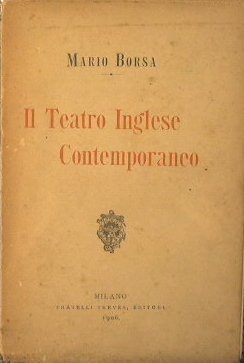 MARIO BORSA
Il Teatro Inglese
Contemporaneo
MILANO
FRATELLI TREVES, EDITORI
1906.